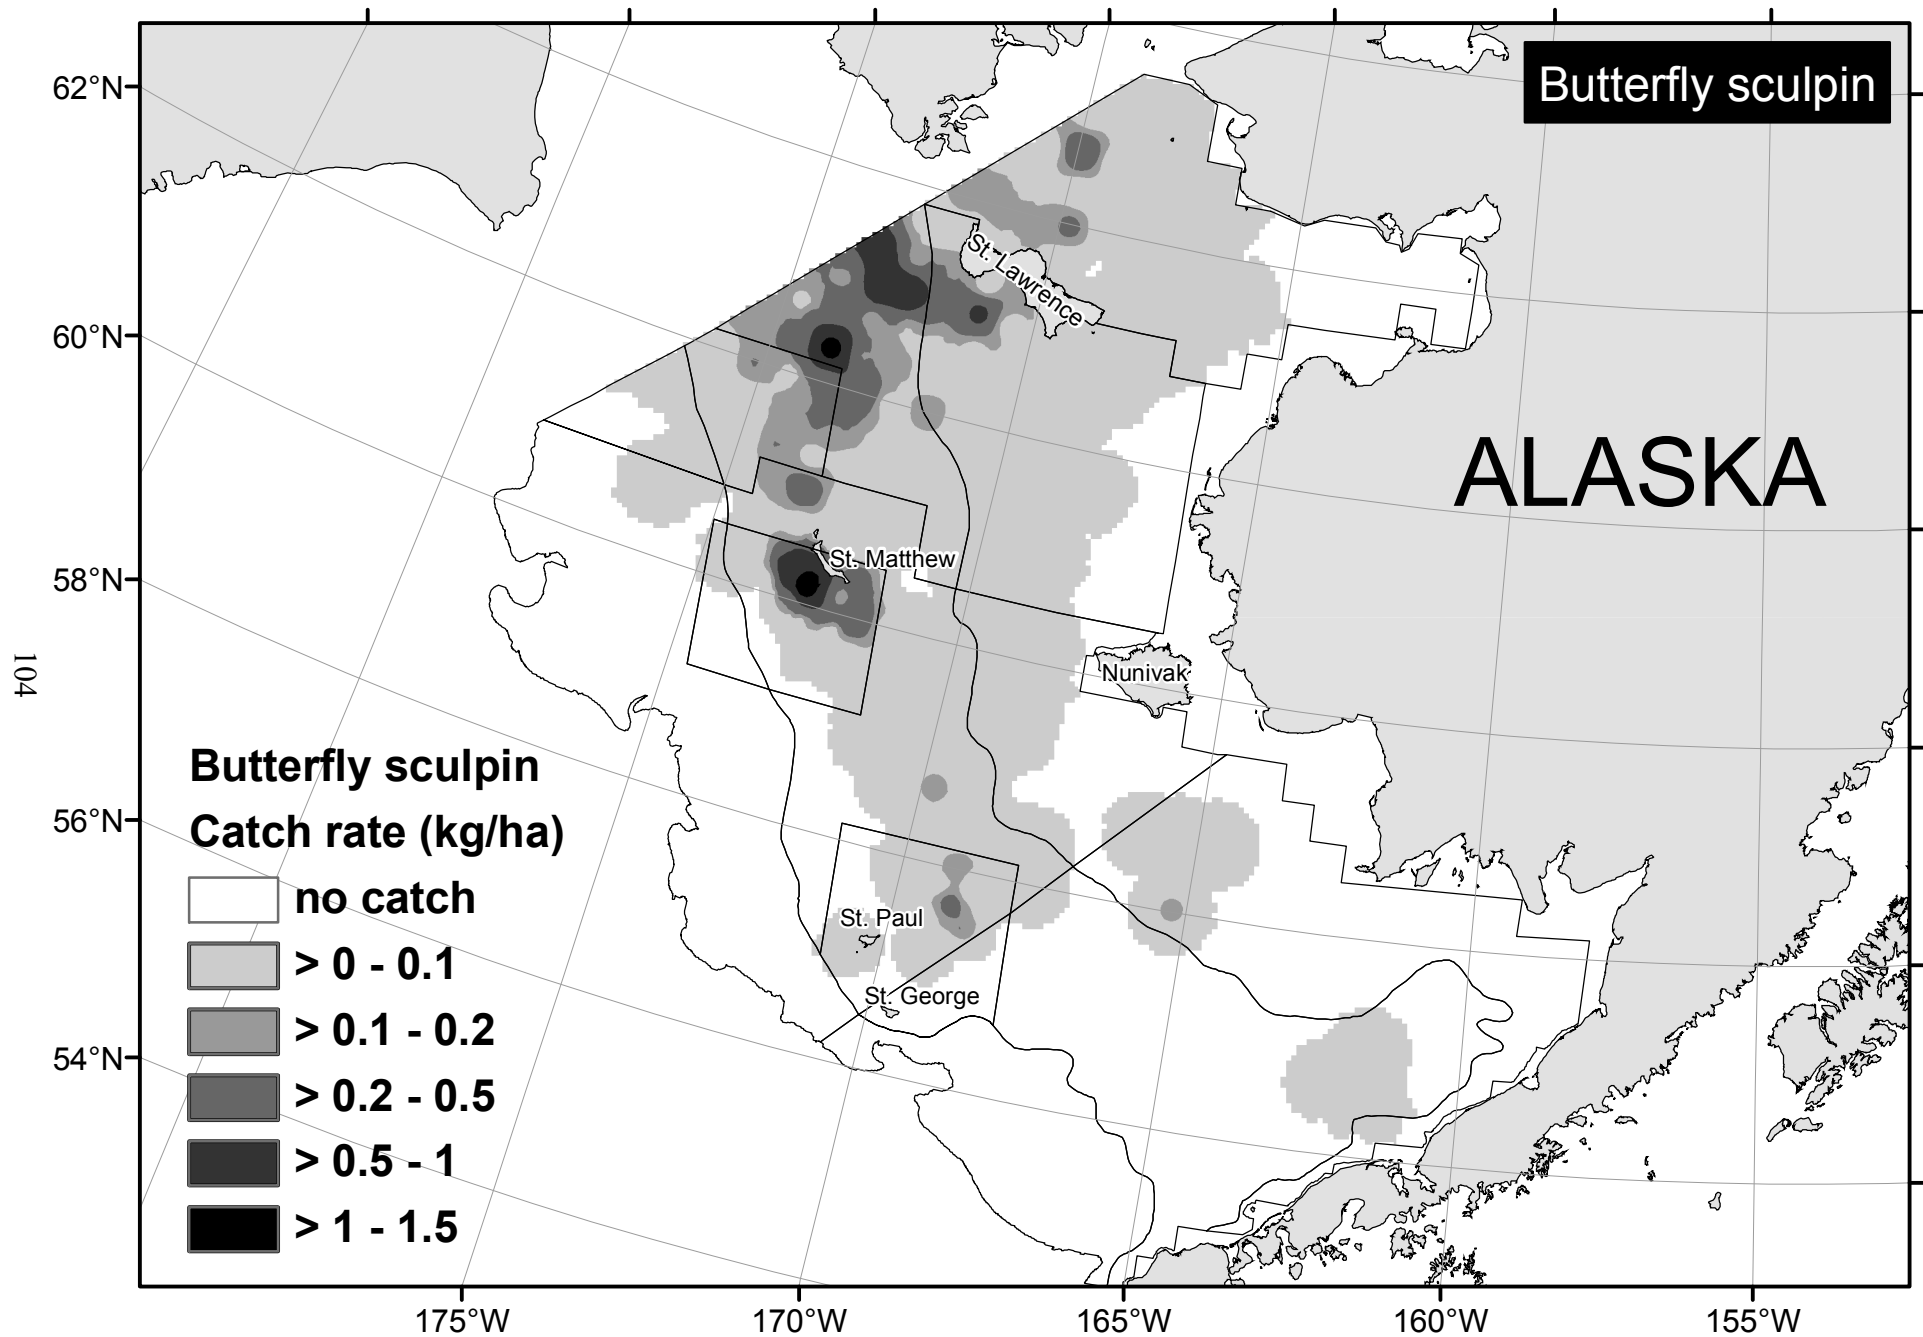 Butterfly sculpin
62°N
60°N
58°N
56°N
54°N
ALASKA
St. Lawrence
St. Matthew
Nunivak
St. Paul
St. George
104
Butterfly sculpin
Catch rate (kg/ha)
no catch
> 0 - 0.1
> 0.1 - 0.2
> 0.2 - 0.5
> 0.5 - 1
> 1 - 1.5
175°W
170°W
165°W
160°W
155°W